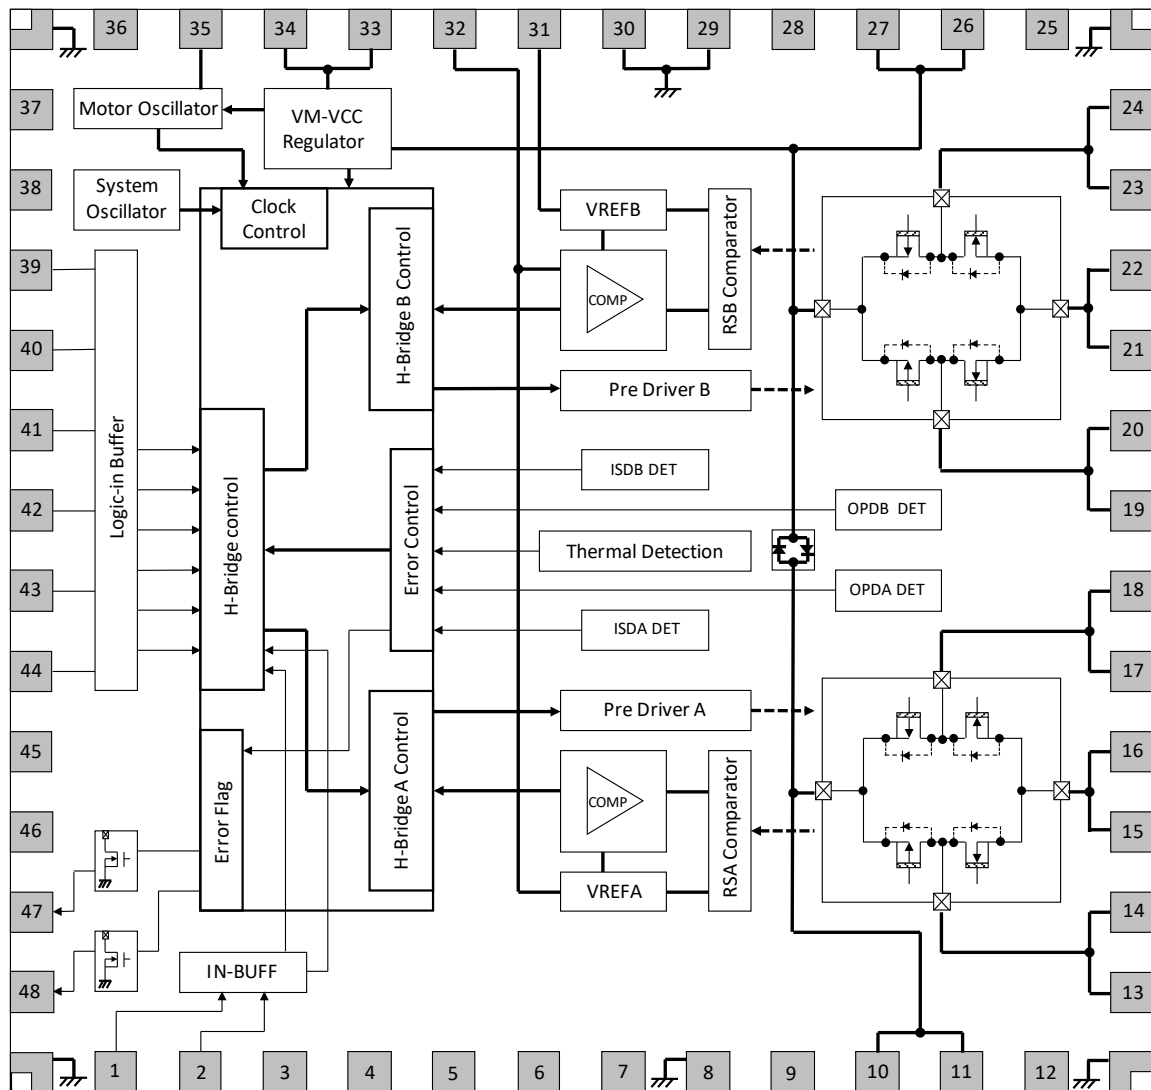 36
35
34
33
32
31
30
29
28
27
26
25
37
Motor Oscillator
VM-VCC
Regulator
24
38
System
Oscillator
Clock
Control
VREFB
23
39
H-Bridge B Control
COMP
RSB Comparator
22
40
21
41
Logic-in Buffer
Pre Driver B
20
42
H-Bridge control
Error Control
ISDB DET
OPDB DET
19
43
Thermal Detection
OPDA DET
18
44
ISDA DET
17
45
Pre Driver A
16
46
Error Flag
H-Bridge A Control
COMP
RSA Comparator
15
47
VREFA
14
48
IN-BUFF
13
1
2
3
4
5
6
7
8
9
10
11
12